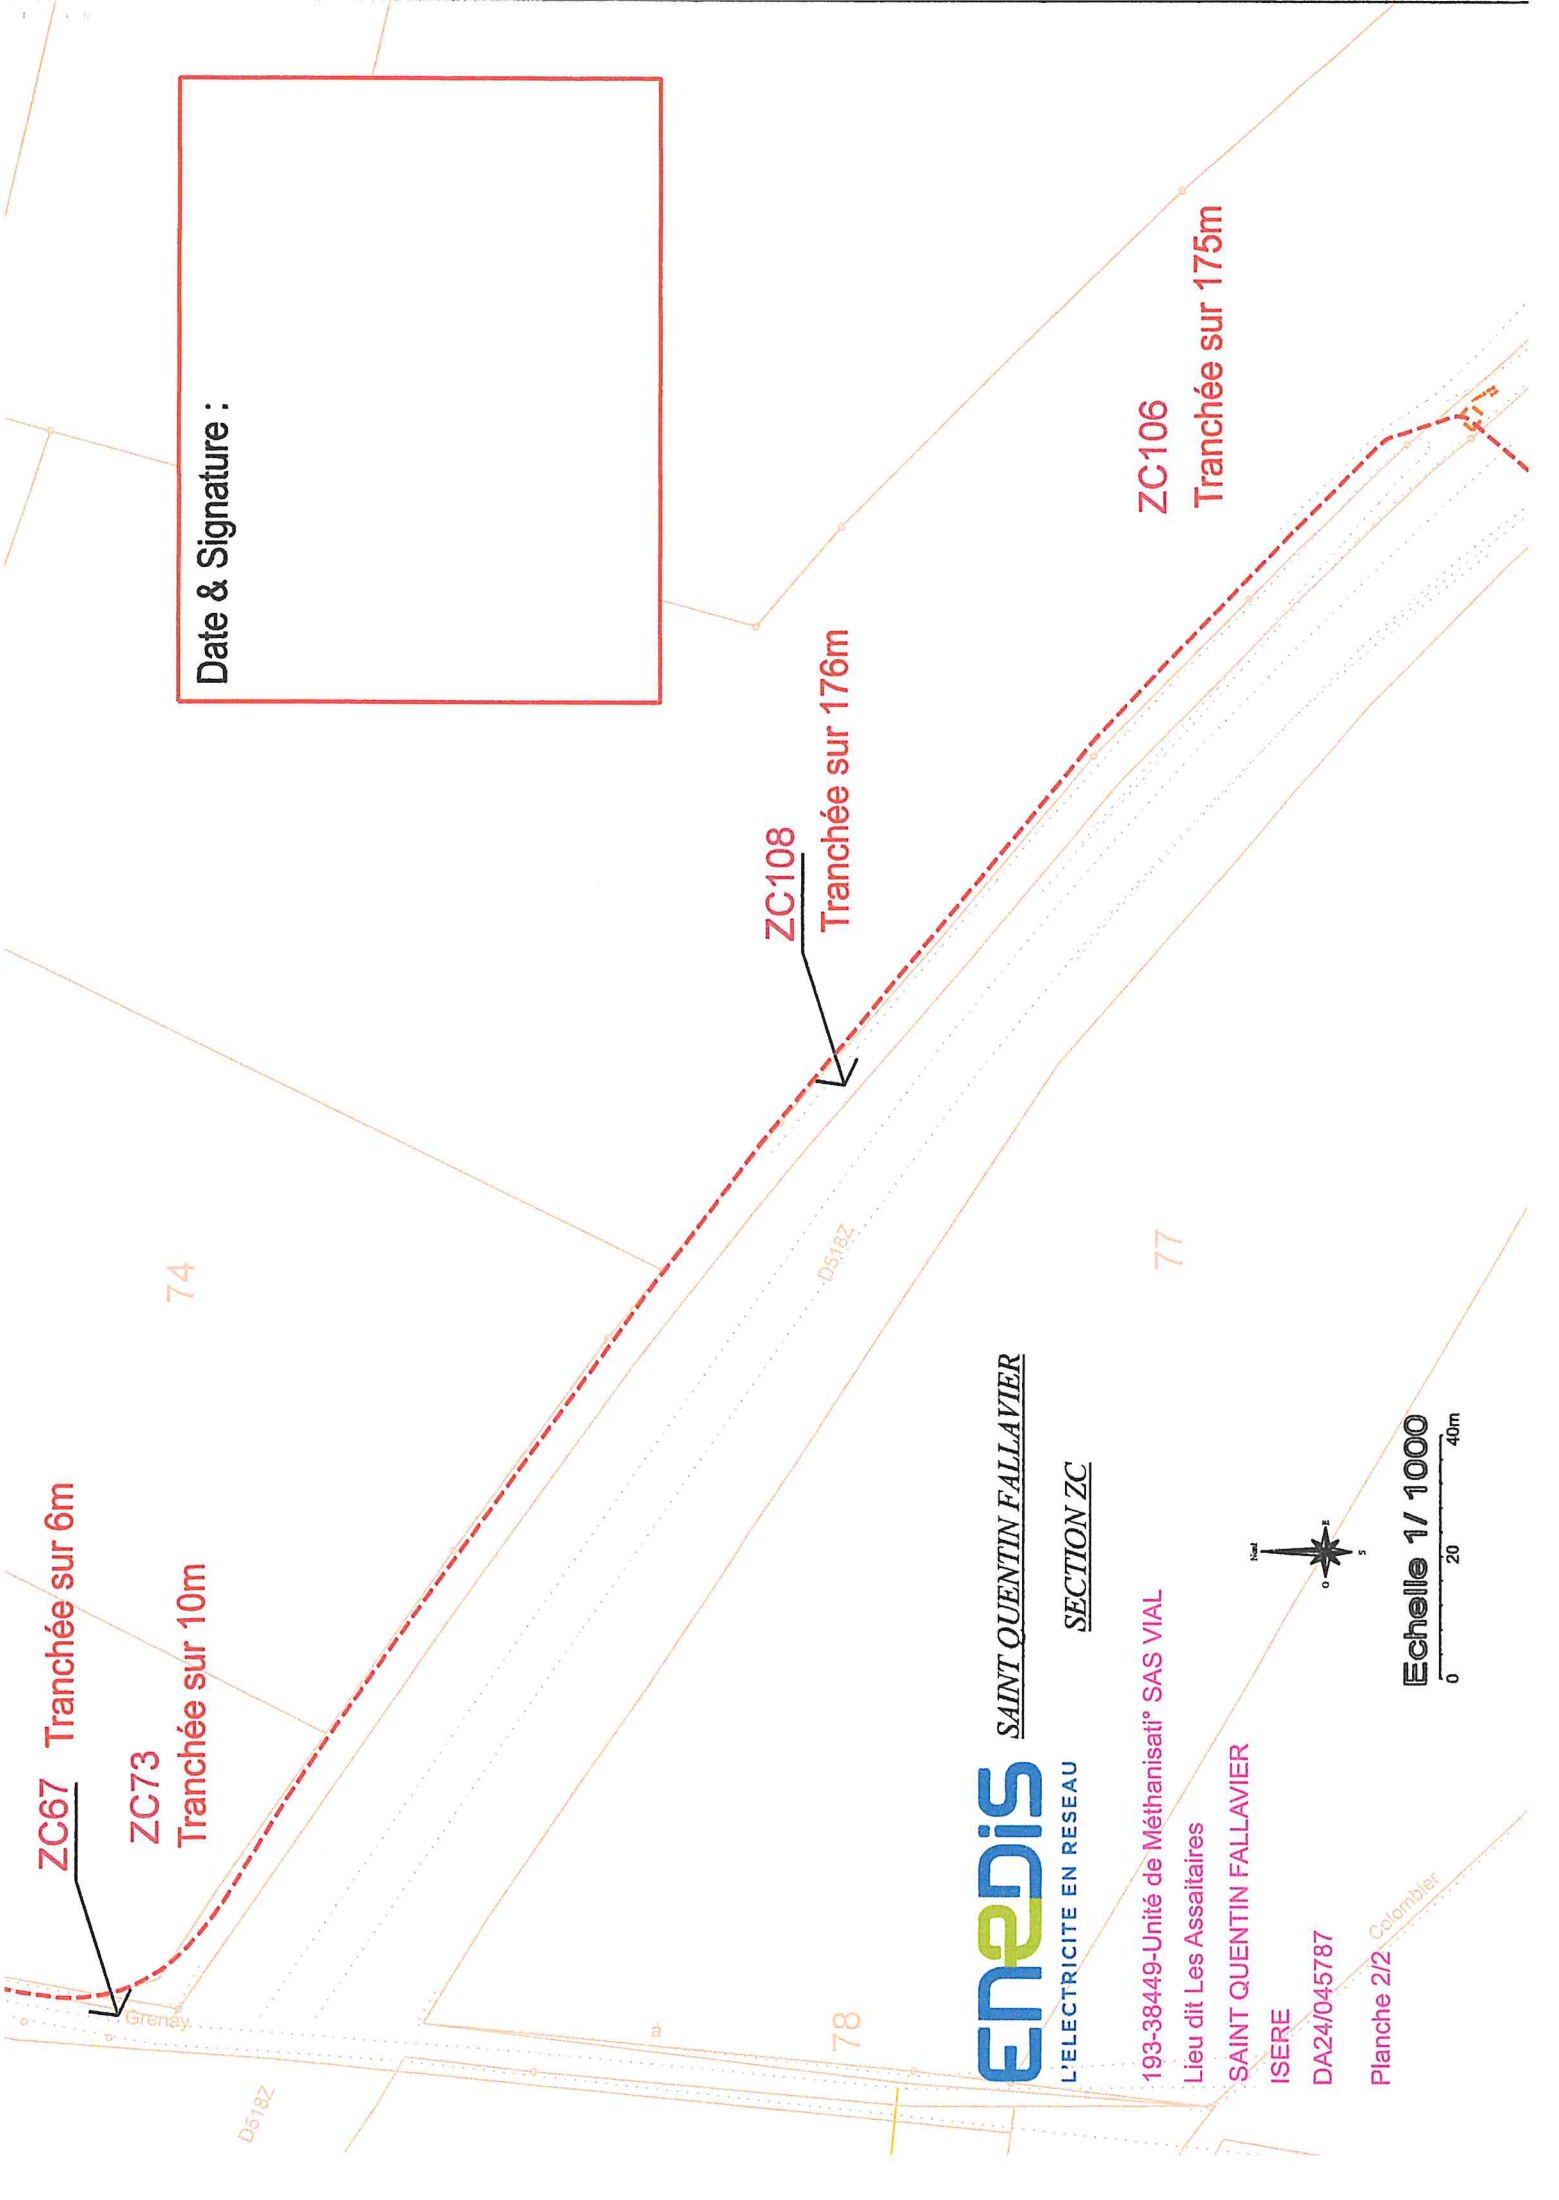 ZC67 Tranchée sur 6m
ZC73
Tranchée sur 10m
74
Date & Signature :
ZC108
Tranchée sur 176m
ZC106
Tranchée sur 175m
D518Z
Grenay
a
D518Z
78
77
Enedis
L'ELECTRICITE EN RESEAU
SAINT QUENTIN FALLAVIER
SECTION ZC
193-38449-Unité de Méthanisati° SAS VIAL
Lieu dit Les Assaitaires
SAINT QUENTIN FALLAVIER
ISERE
DA24/045787
Planche 2/2
Colombier
Nord
O
E
S
Echelle 1/ 1000
0 20 40m